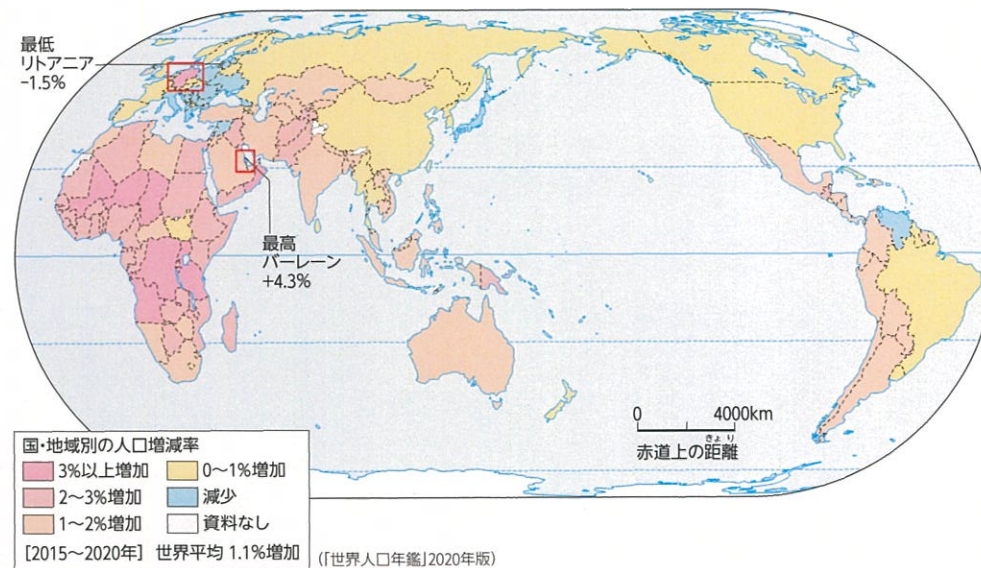 最低
リトアニア
-1.5%
最高
バーレーン
+4.3%
0 4000km
きょり
赤道上の距離
国・地域別の人口増減率
3%以上増加 0〜1%増加
2〜3%増加 減少
1〜2%増加 資料なし
[2015〜2020年] 世界平均 1.1%増加
(「世界人口年鑑」2020年版)